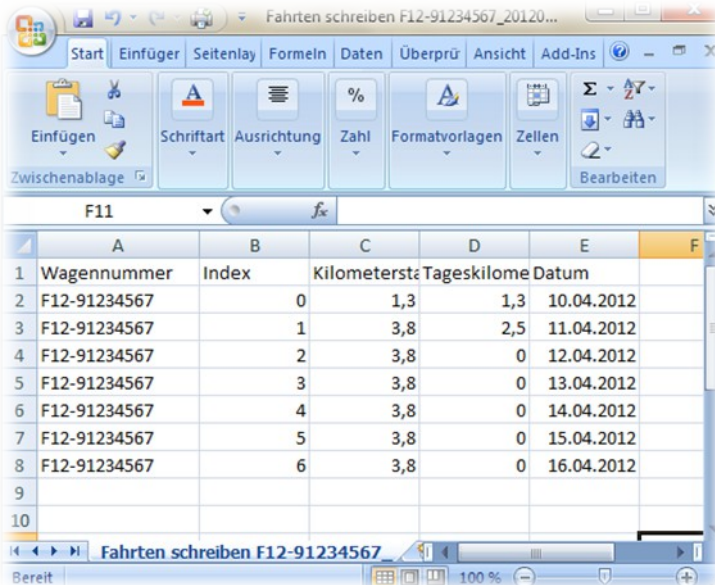 Fahrten schreiben F12-91234567_20120...
Start Einfüger Seitenlay Formeln Daten Überprü Ansicht Add-Ins
Einfügen Schriftart Ausrichtung Zahl Formatvorlagen Zellen
Zwischenablage Bearbeiten
F11 fx
A B C D E F
1 Wagennummer Index Kilometersta Tageskilome Datum
2 F12-91234567 0 1,3 1,3 10.04.2012
3 F12-91234567 1 3,8 2,5 11.04.2012
4 F12-91234567 2 3,8 0 12.04.2012
5 F12-91234567 3 3,8 0 13.04.2012
6 F12-91234567 4 3,8 0 14.04.2012
7 F12-91234567 5 3,8 0 15.04.2012
8 F12-91234567 6 3,8 0 16.04.2012
9
10
Fahrten schreiben F12-91234567_
Bereit 100 %